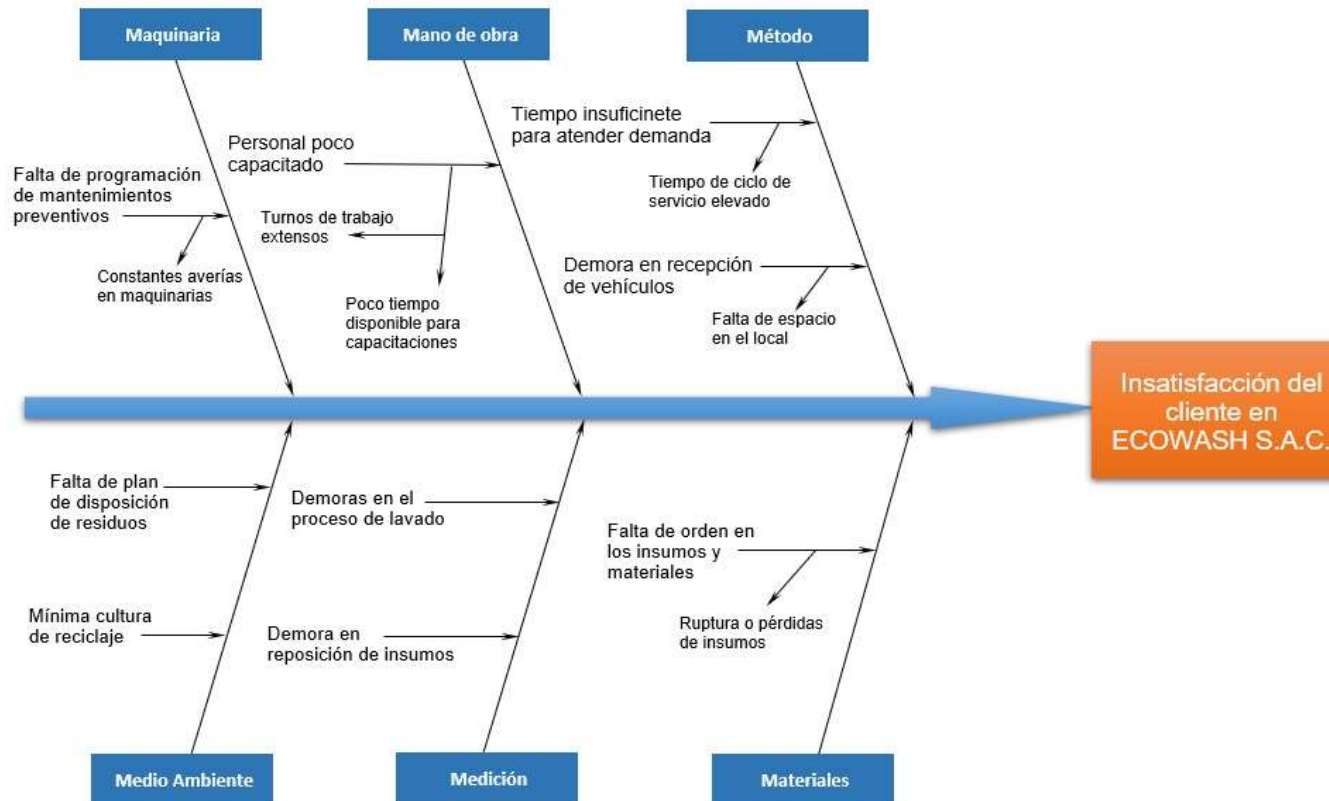 Maquinaria
Mano de obra
Método
Falta de programación
de mantenimientos
preventivos
Constantes averías
en maquinarias
Personal poco
capacitado
Turnos de trabajo
extensos
Poco tiempo
disponible para
capacitaciones
Tiempo insuficinete
para atender demanda
Tiempo de ciclo de
servicio elevado
Demora en recepción
de vehículos
Falta de espacio
en el local
Insatisfacción del
cliente en
ECOWASH S.A.C.
Falta de plan
de disposición
de residuos
Mínima cultura
de reciclaje
Demoras en el
proceso de lavado
Demora en
reposición de insumos
Falta de orden en
los insumos y
materiales
Ruptura o pérdidas
de insumos
Medio Ambiente
Medición
Materiales